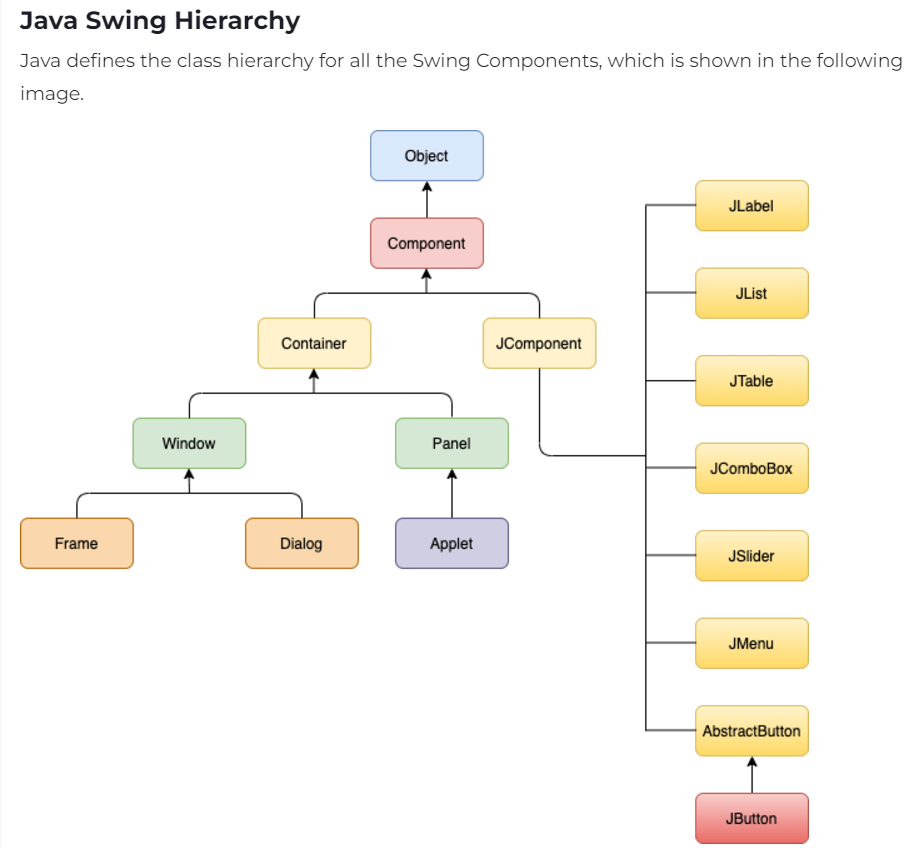 Java Swing Hierarchy
Java defines the class hierarchy for all the Swing Components, which is shown in the following
image.
Object
Component
Container
JComponent
Window
Panel
Frame
Dialog
Applet
JLabel
JList
JTable
JComboBox
JSlider
JMenu
AbstractButton
JButton